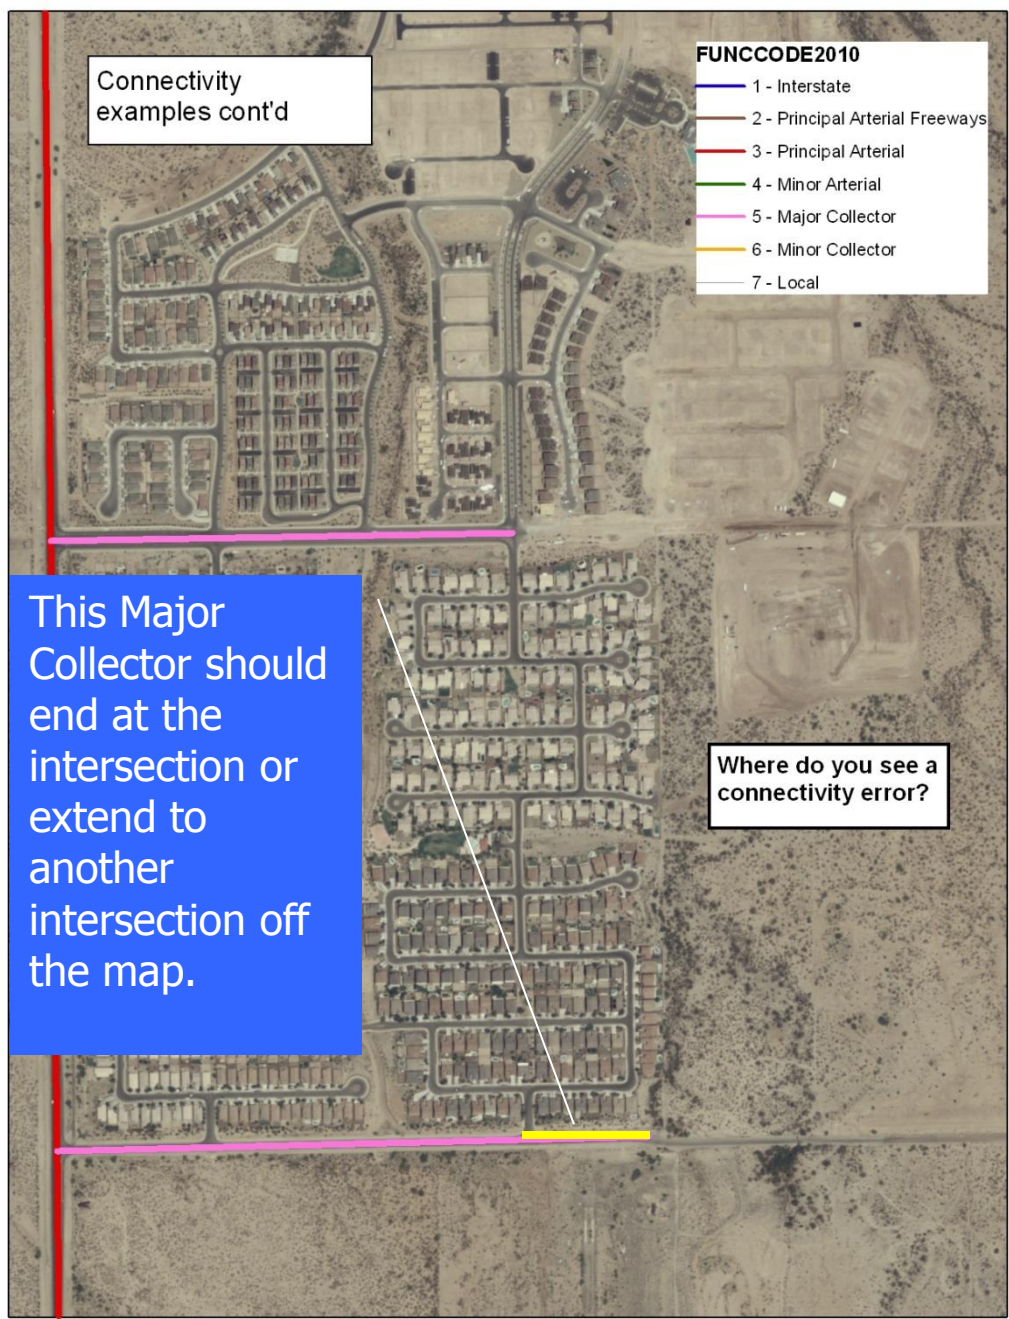 Connectivity
examples cont'd
FUNCCODE2010
1 - Interstate
2 - Principal Arterial Freeways
3 - Principal Arterial
4 - Minor Arterial
5 - Major Collector
6 - Minor Collector
7 - Local
This Major
Collector should
end at the
intersection or
extend to
another
intersection off
the map.
Where do you see a
connectivity error?